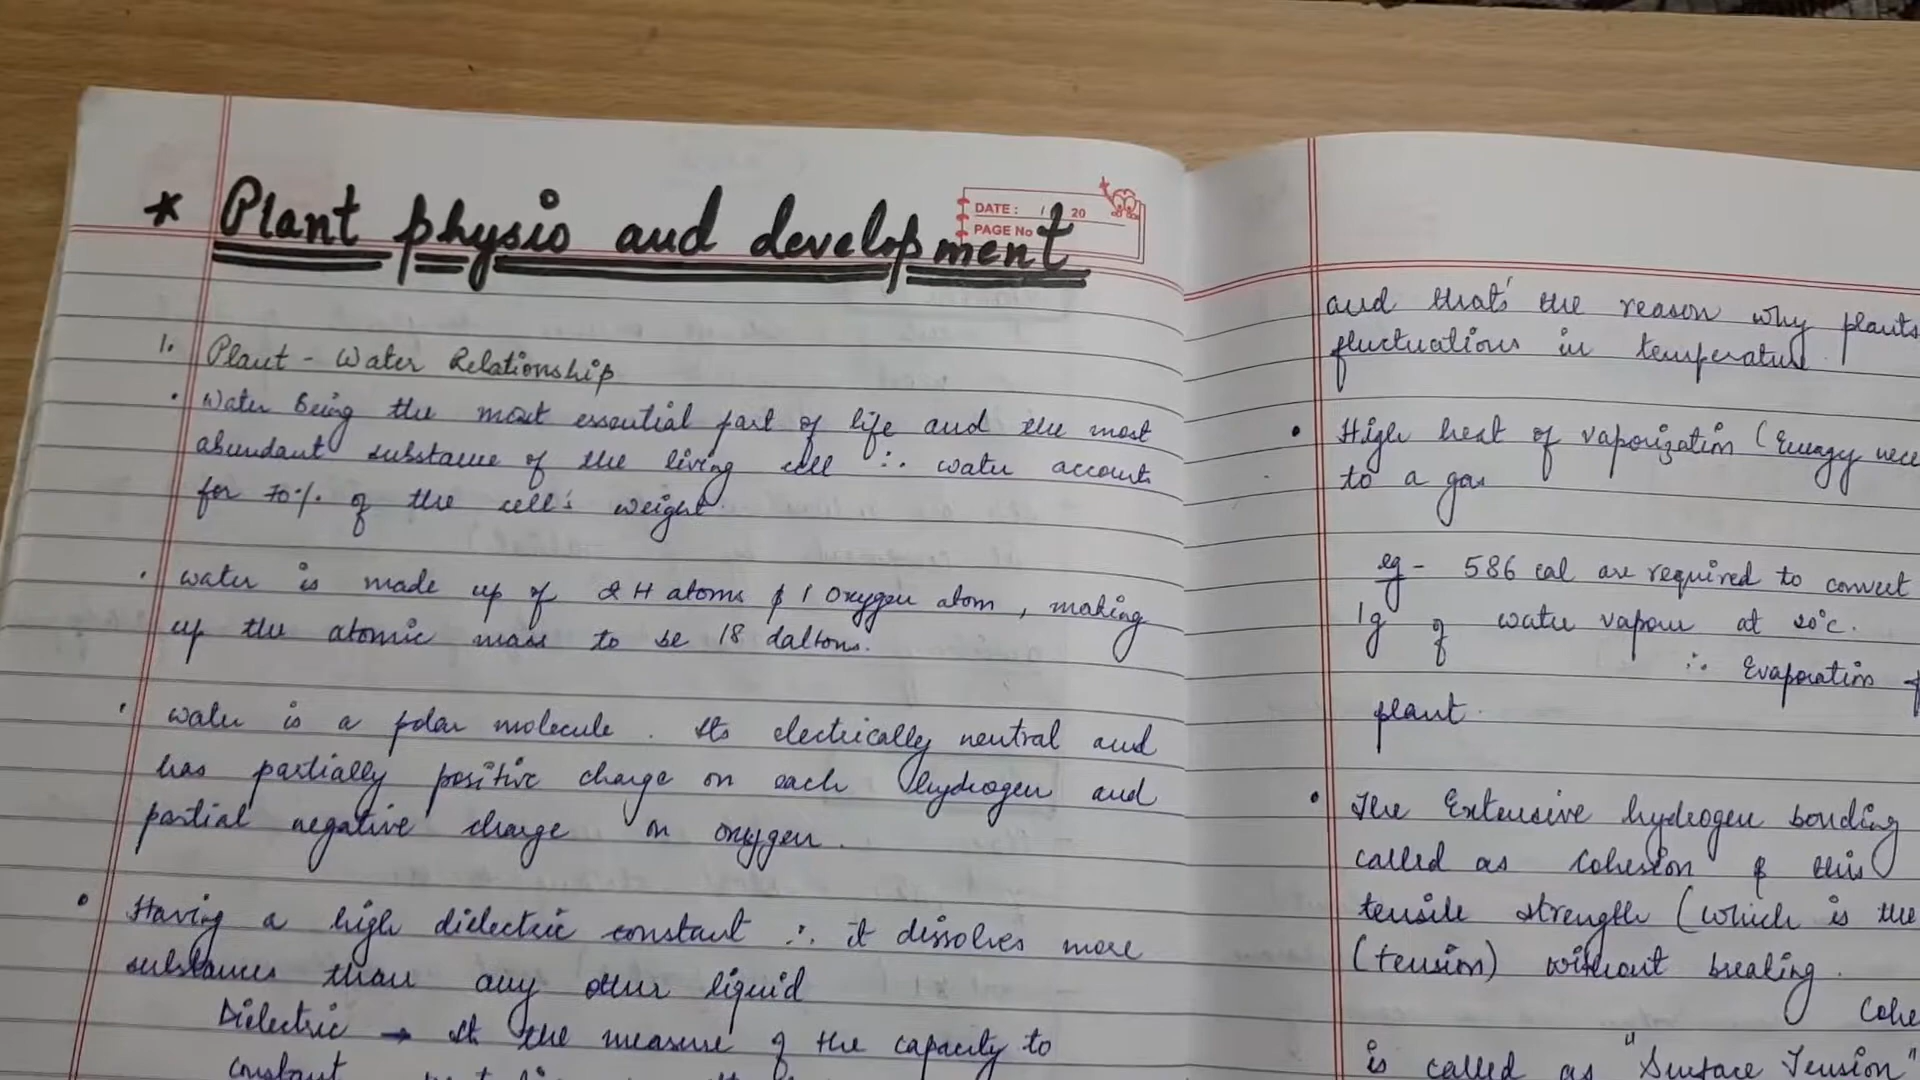 * Plant physio and development
DATE: / / 20
PAGE No
1. Plant - Water Relationship
• Water Being the most essential part of life and the most
abundant substance of the living cell ∴ water account
for 70% of the cell's weight.
• water is made up of 2 H atoms & 1 Oxygen atom, making
up the atomic mass to be 18 daltons.
• water is a polar molecule. Its electrically neutral and
has partially positive charge on each hydrogen and
partial negative charge on oxygen.
• Having a high dielectric constant ∴ it dissolves more
substances than any other liquid
Dielectric → It the measure of the capacity to
constant
and that's the reason why plants
fluctuations in temperature.
• High heat of vaporization (Energy nece
to a gas
eg - 586 cal are required to convert
1g of water vapour at 20°c.
∴ Evaporation
plant.
• The Extensive hydrogen bonding
called as cohesion & this
tensile strength (which is the
(tension) without breaking.
Cohe
is called as "Surface Tension"